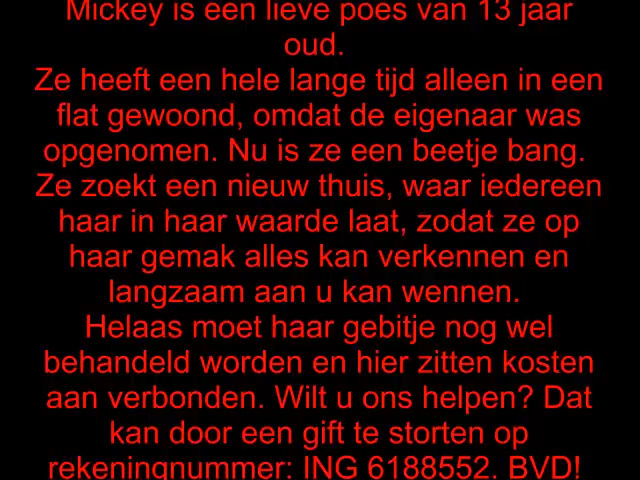 Mickey is een lieve poes van 13 jaar
oud.
Ze heeft een hele lange tijd alleen in een
flat gewoond, omdat de eigenaar was
opgenomen. Nu is ze een beetje bang.
Ze zoekt een nieuw thuis, waar iedereen
haar in haar waarde laat, zodat ze op
haar gemak alles kan verkennen en
langzaam aan u kan wennen.
Helaas moet haar gebitje nog wel
behandeld worden en hier zitten kosten
aan verbonden. Wilt u ons helpen? Dat
kan door een gift te storten op
rekeningnummer: ING 6188552. BVD!